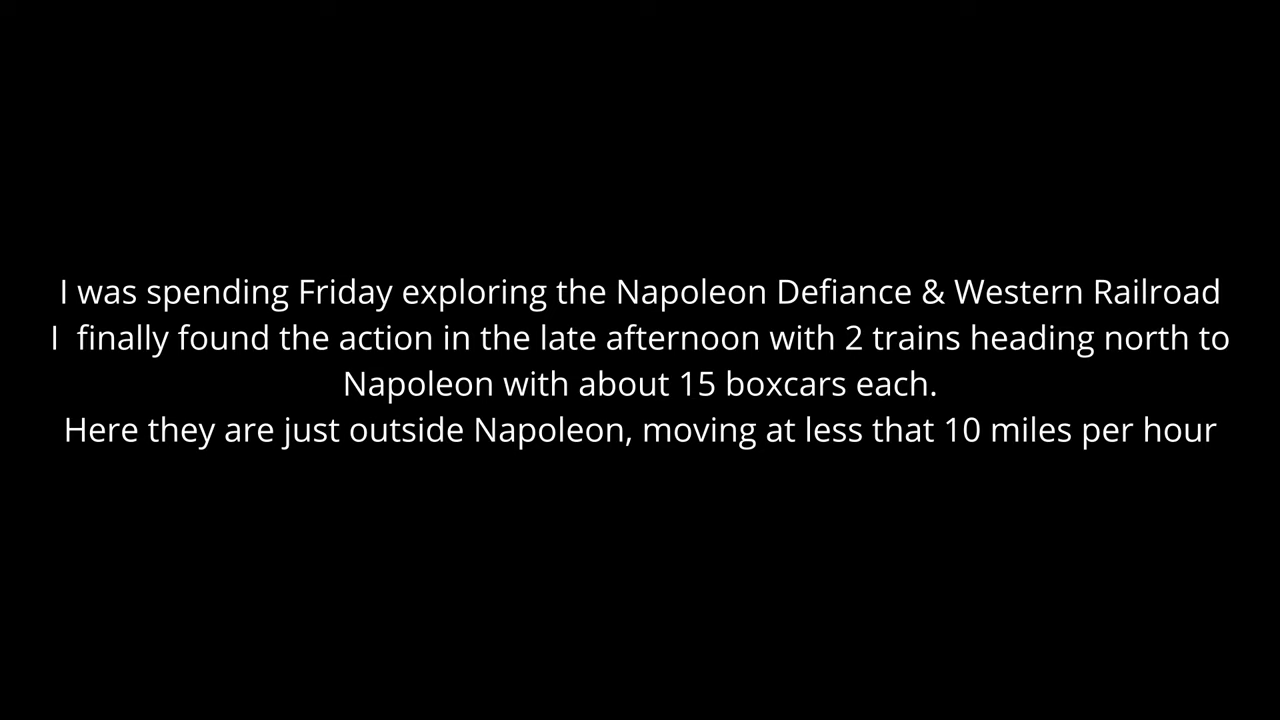 I was spending Friday exploring the Napoleon Defiance & Western Railroad
I  finally found the action in the late afternoon with 2 trains heading north to
Napoleon with about 15 boxcars each.
Here they are just outside Napoleon, moving at less that 10 miles per hour